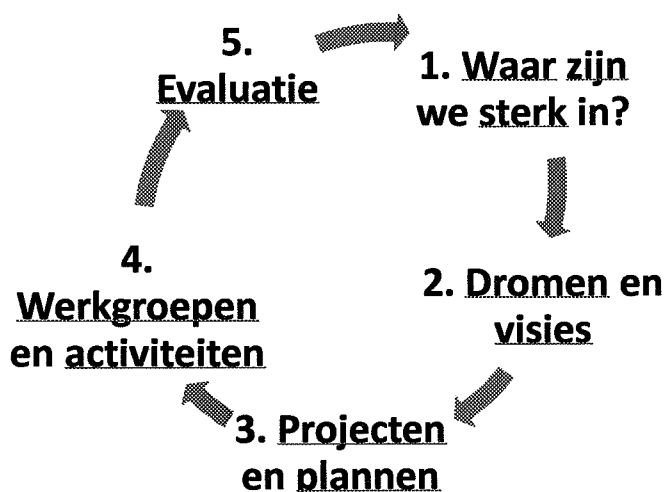 1. Waar zijn
we sterk in?
2. Dromen en
visies
3. Projecten
en plannen
4.
Werkgroepen
en activiteiten
5.
Evaluatie